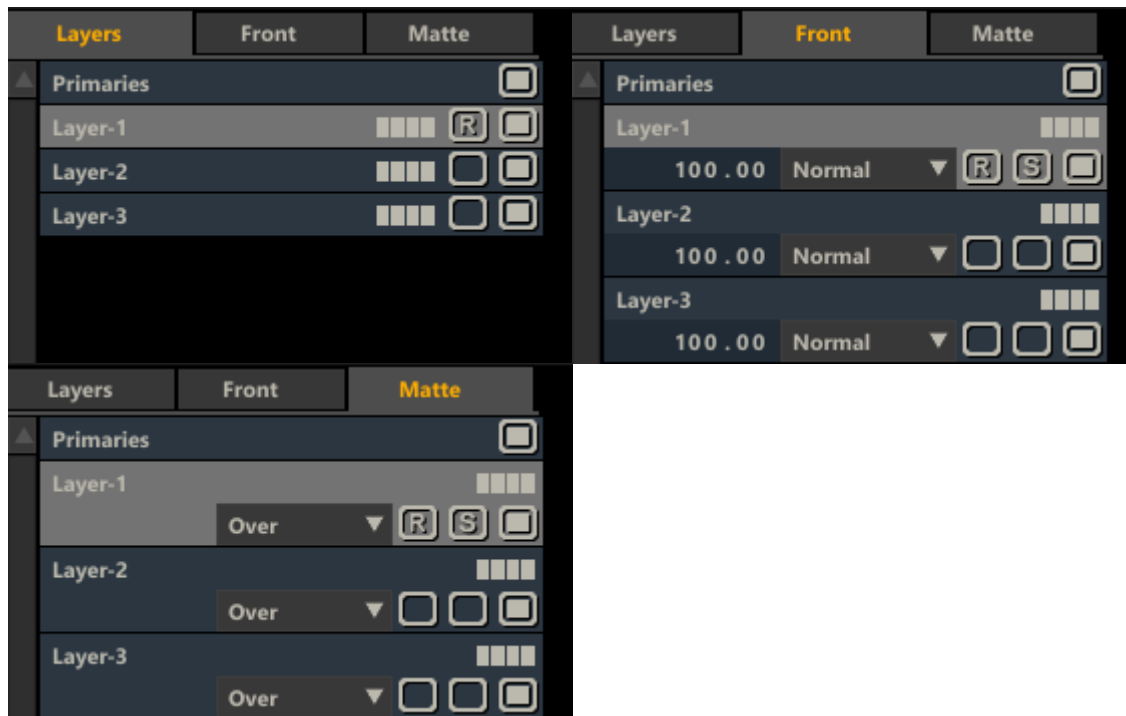 Layers Front Matte
Primaries
Layer-1 R
Layer-2
Layer-3
Layers Front Matte
Primaries
Layer-1
100.00 Normal R S
Layer-2
100.00 Normal
Layer-3
100.00 Normal
Layers Front Matte
Primaries
Layer-1
Over R S
Layer-2
Over
Layer-3
Over